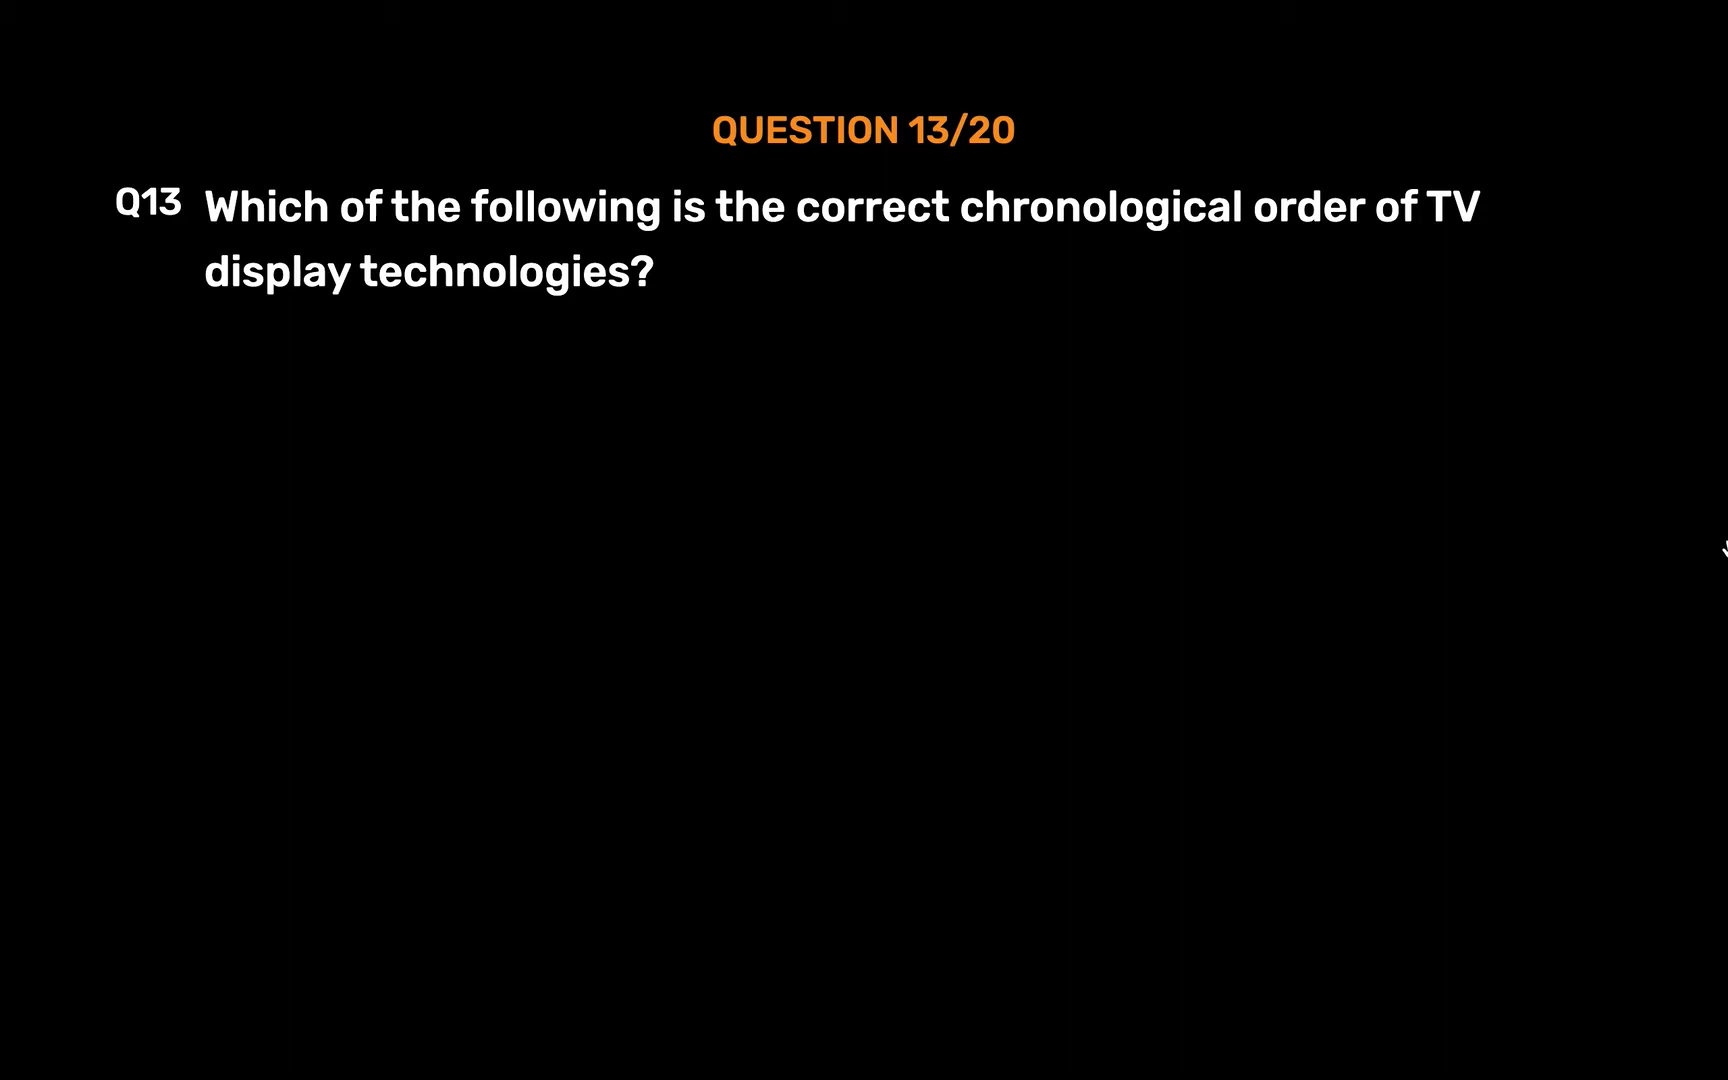 QUESTION 13/20
Q13 Which of the following is the correct chronological order of TV
display technologies?